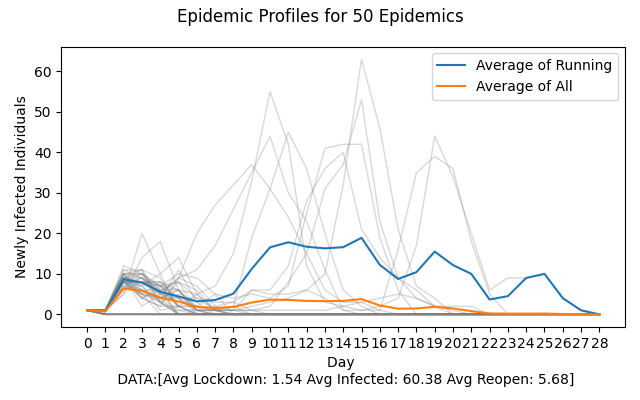 Epidemic Profiles for 50 Epidemics
Average of Running
Average of All
Newly Infected Individuals
60
50
40
30
20
10
0
0 1 2 3 4 5 6 7 8 9 10 11 12 13 14 15 16 17 18 19 20 21 22 23 24 25 26 27 28
Day
DATA:[Avg Lockdown: 1.54 Avg Infected: 60.38 Avg Reopen: 5.68]